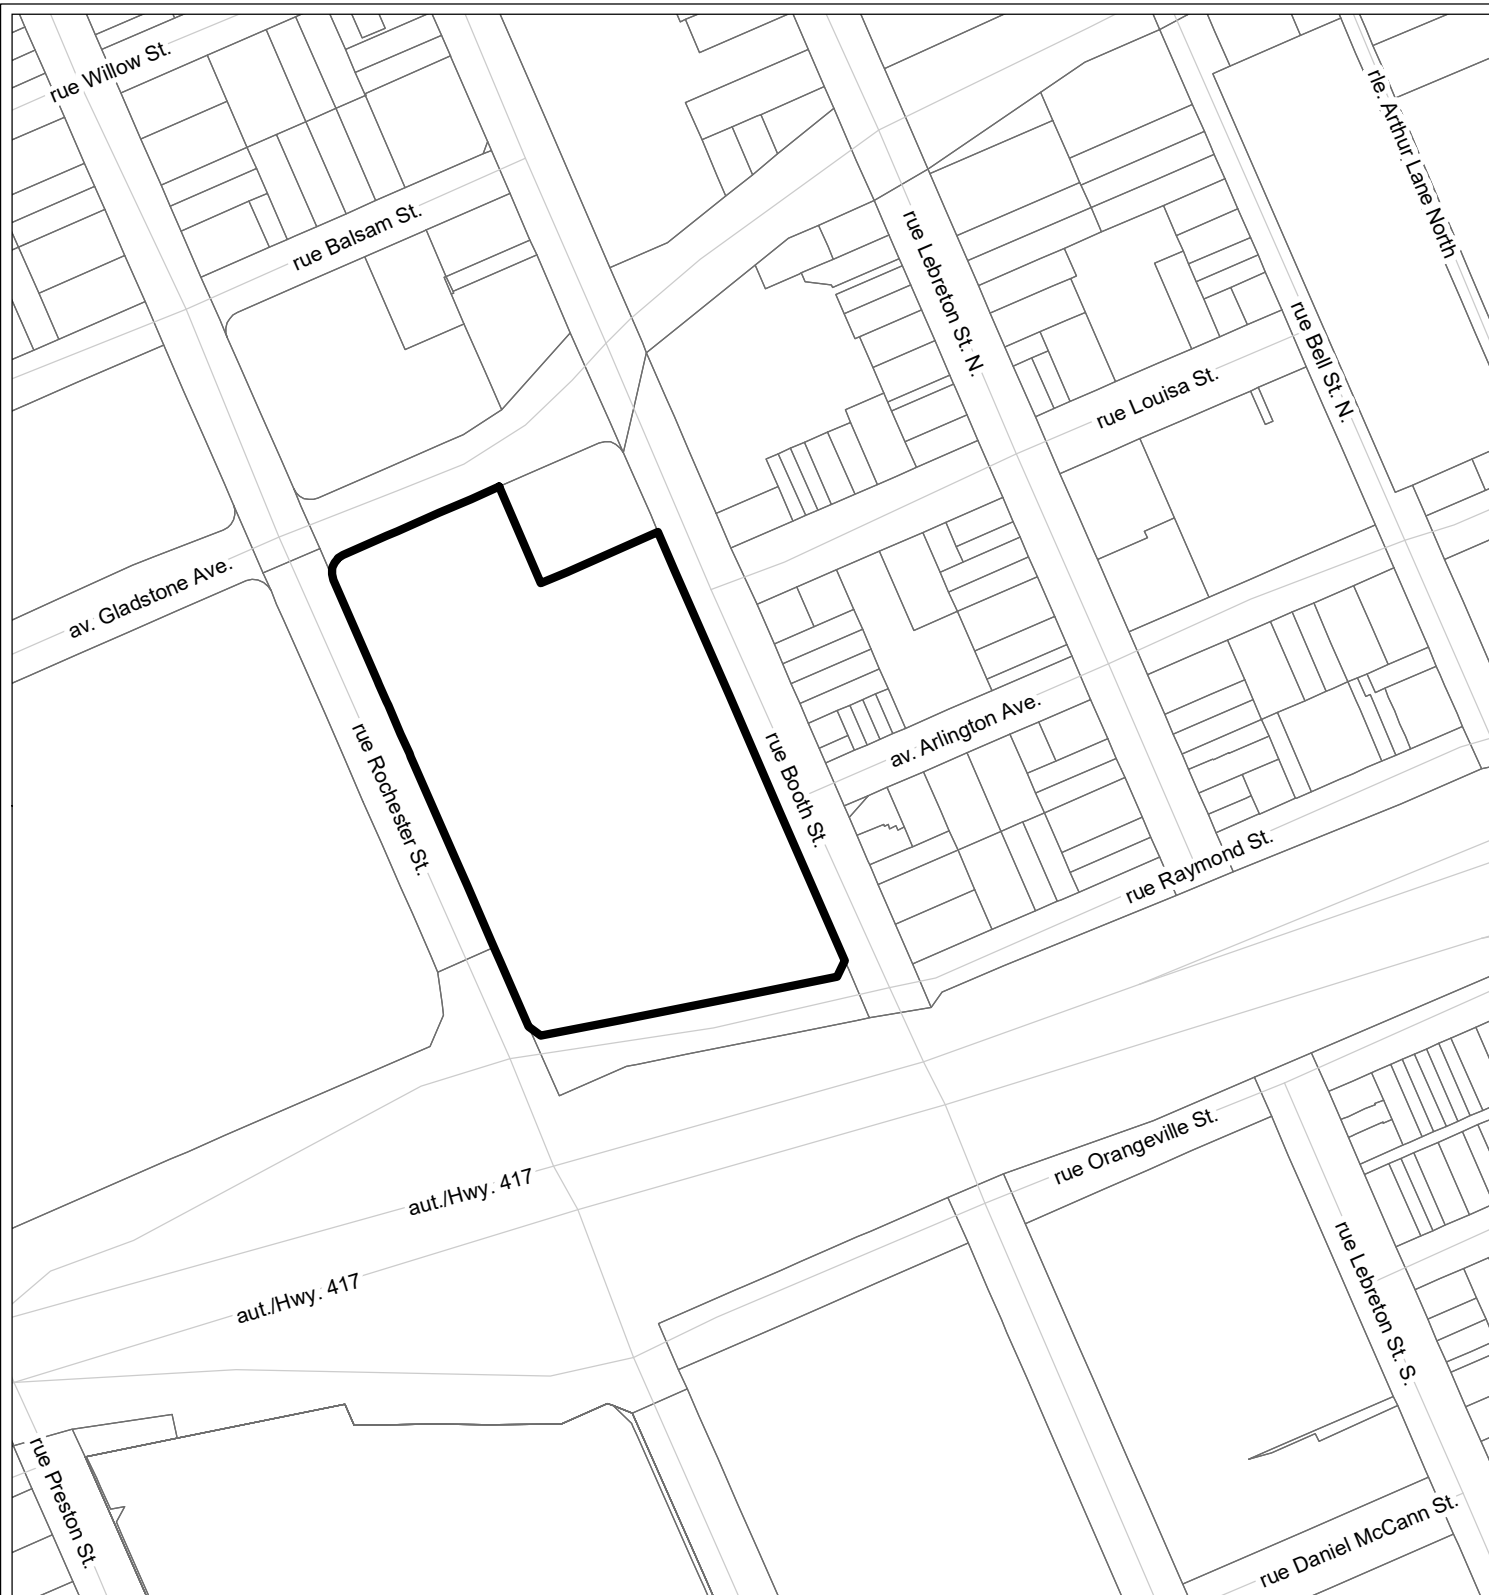 rue Willow St.
rle. Arthur Lane North
rue Balsam St.
rue Lebreton St. N.
rue Bell St. N.
rue Louisa St.
av. Gladstone Ave.
av. Arlington Ave.
rue Rochester St.
rue Booth St.
rue Raymond St.
rue Orangeville St.
aut./Hwy. 417
aut./Hwy. 417
rue Lebreton St. S.
rue Preston St.
rue Daniel McCann St.